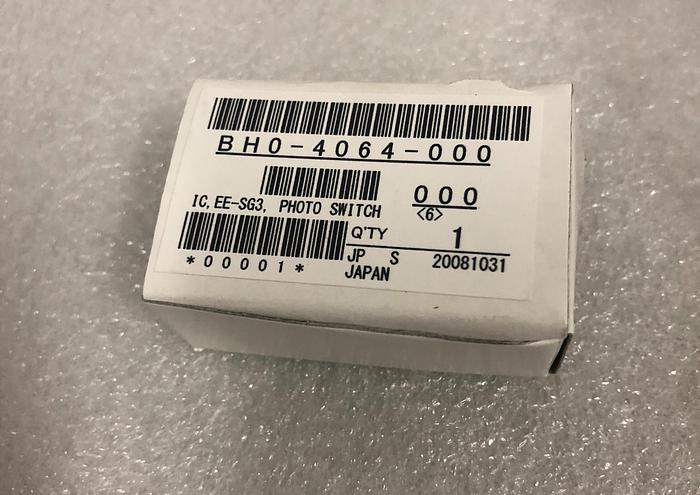 BH0-4064-000
000
<6>
IC, EE-SG3, PHOTO SWITCH
Q'TY 1
*00001*
JP S 20081031
JAPAN